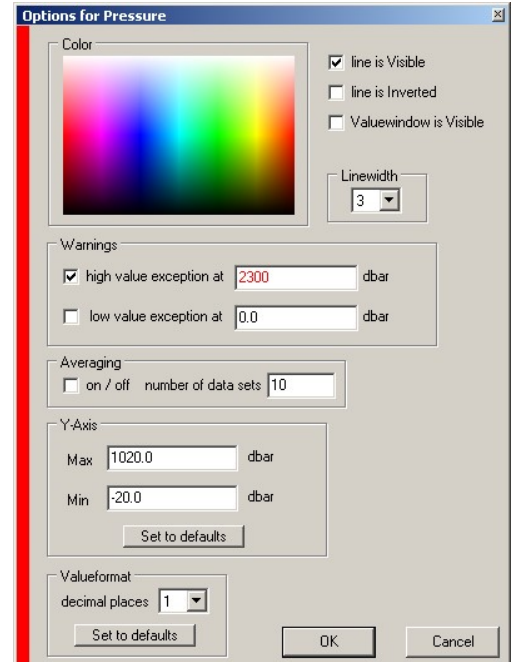 Options for Pressure
Color
line is Visible
line is Inverted
Valuewindow is Visible
Linewidth
3
Warnings
high value exception at 2300 dbar
low value exception at 0.0 dbar
Averaging
on / off number of data sets 10
Y-Axis
Max 1020.0 dbar
Min -20.0 dbar
Set to defaults
Valueformat
decimal places 1
Set to defaults
OK Cancel